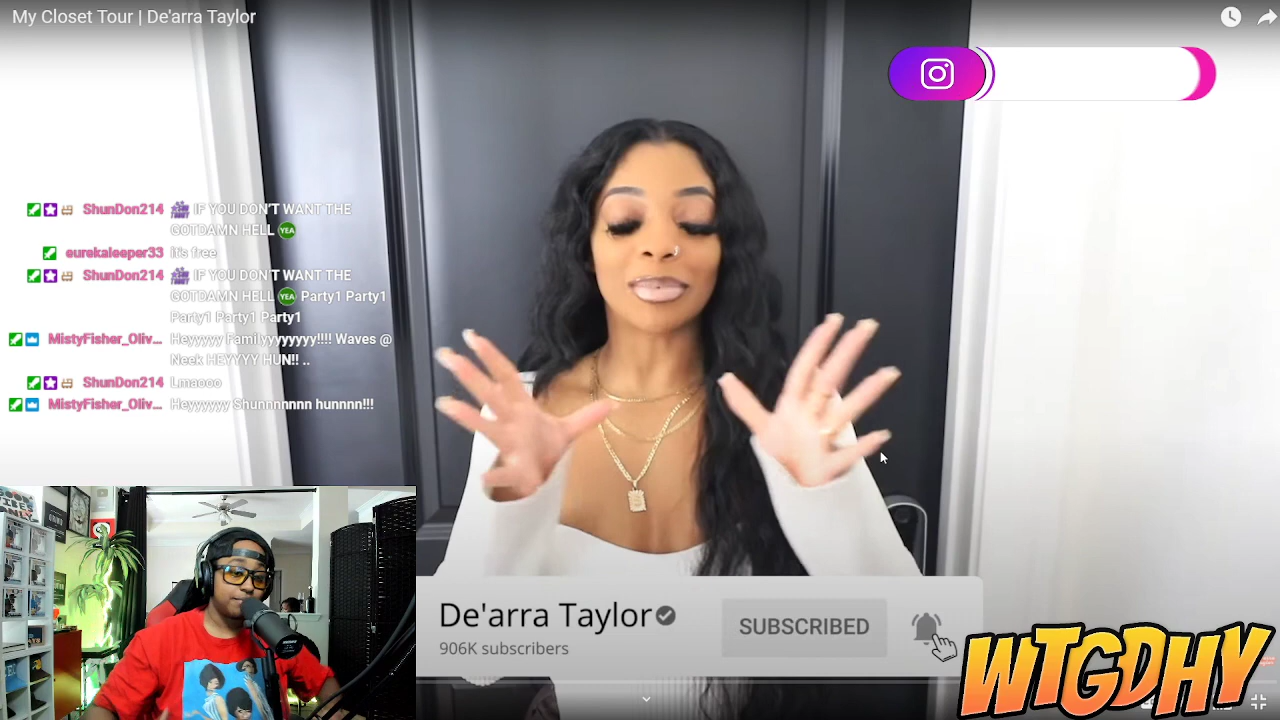 My Closet Tour | De'arra Taylor
ShunDon214 IF YOU DON'T WANT THE
GOTDAMN HELL YEA
eurekaleeper33 it's free
ShunDon214 IF YOU DON'T WANT THE
GOTDAMN HELL YEA Party1 Party1
Party1 Party1 Party1
MistyFisher_Oliv... Heyyyyy Familyyyyyyy!!!! Waves @
Neek HEYYYY HUN!! ..
ShunDon214 Lmaooo
MistyFisher_Oliv... Heyyyyyy Shunnnnnnn hunnnn!!!
De'arra Taylor
SUBSCRIBED
906K subscribers
WTGDHY